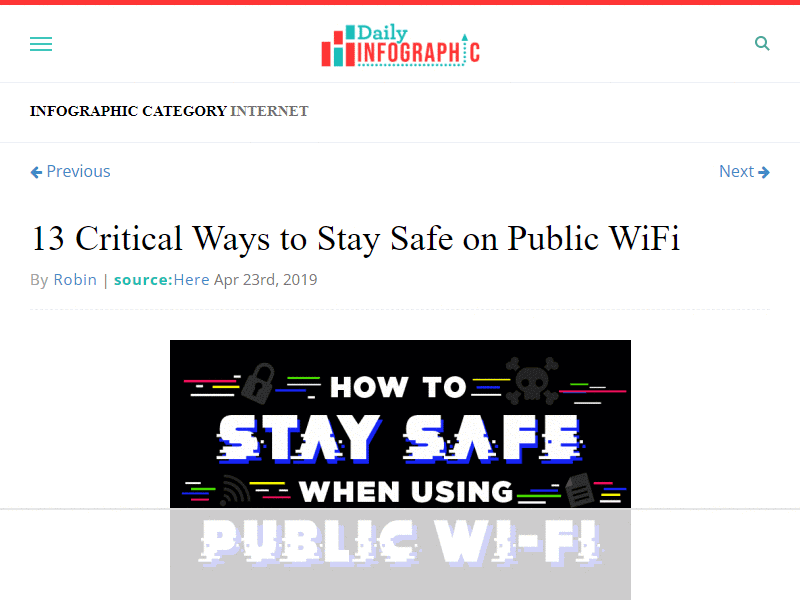 Daily
INFOGRAPHIC
INFOGRAPHIC CATEGORY INTERNET
Previous
Next
13 Critical Ways to Stay Safe on Public WiFi
By Robin | source:Here Apr 23rd, 2019
HOW TO
STAY SAFE
WHEN USING
PUBLIC WI-FI